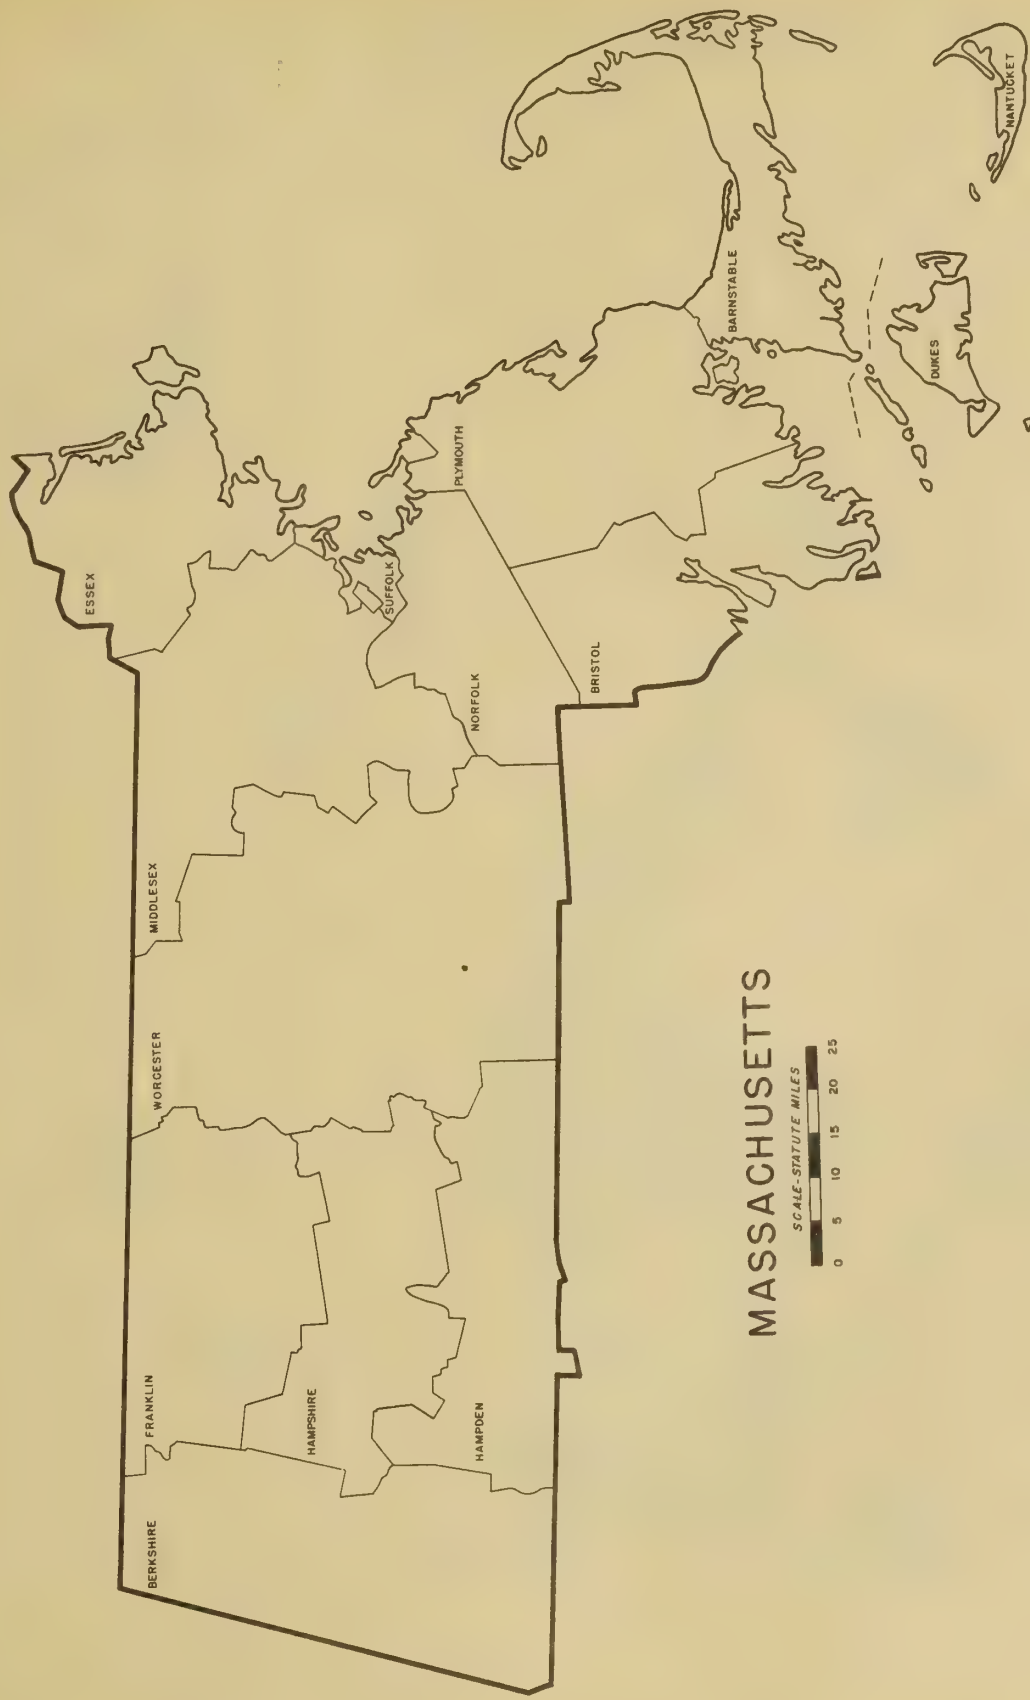 BERKSHIRE
FRANKLIN
HAMPSHIRE
HAMPDEN
WORCESTER
MIDDLESEX
ESSEX
SUFFOLK
NORFOLK
BRISTOL
PLYMOUTH
BARNSTABLE
DUKES
NANTUCKET
MASSACHUSETTS
SCALE-STATUTE MILES
0 5 10 15 20 25